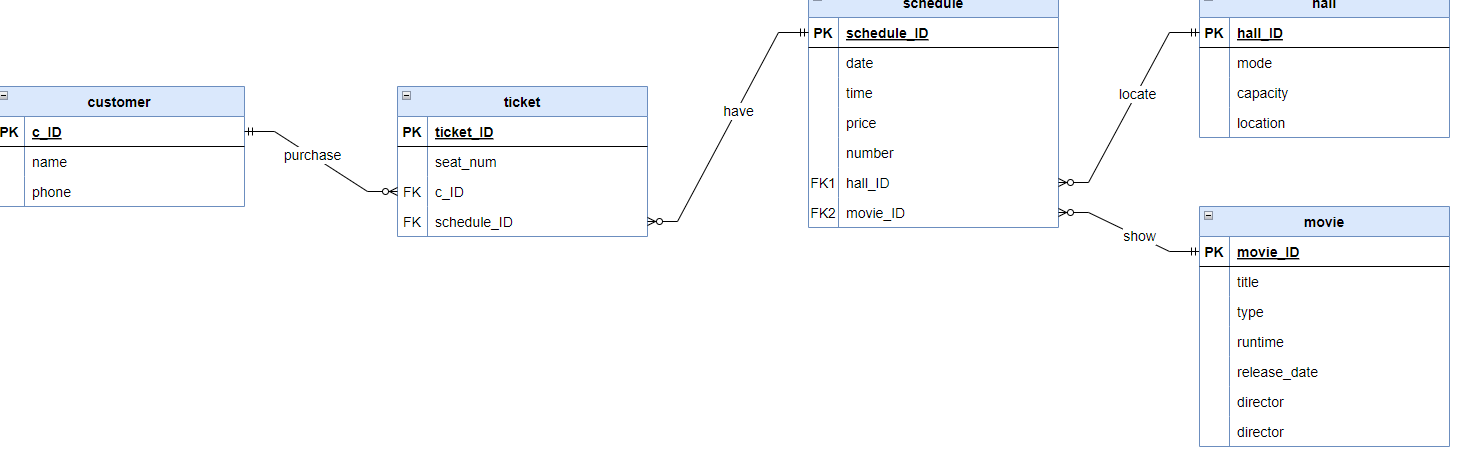 customer
PK c_ID
name
phone
purchase
ticket
PK ticket_ID
seat_num
FK c_ID
FK schedule_ID
have
schedule
PK schedule_ID
date
time
price
number
FK1 hall_ID
FK2 movie_ID
locate
show
hall
PK hall_ID
mode
capacity
location
movie
PK movie_ID
title
type
runtime
release_date
director
director